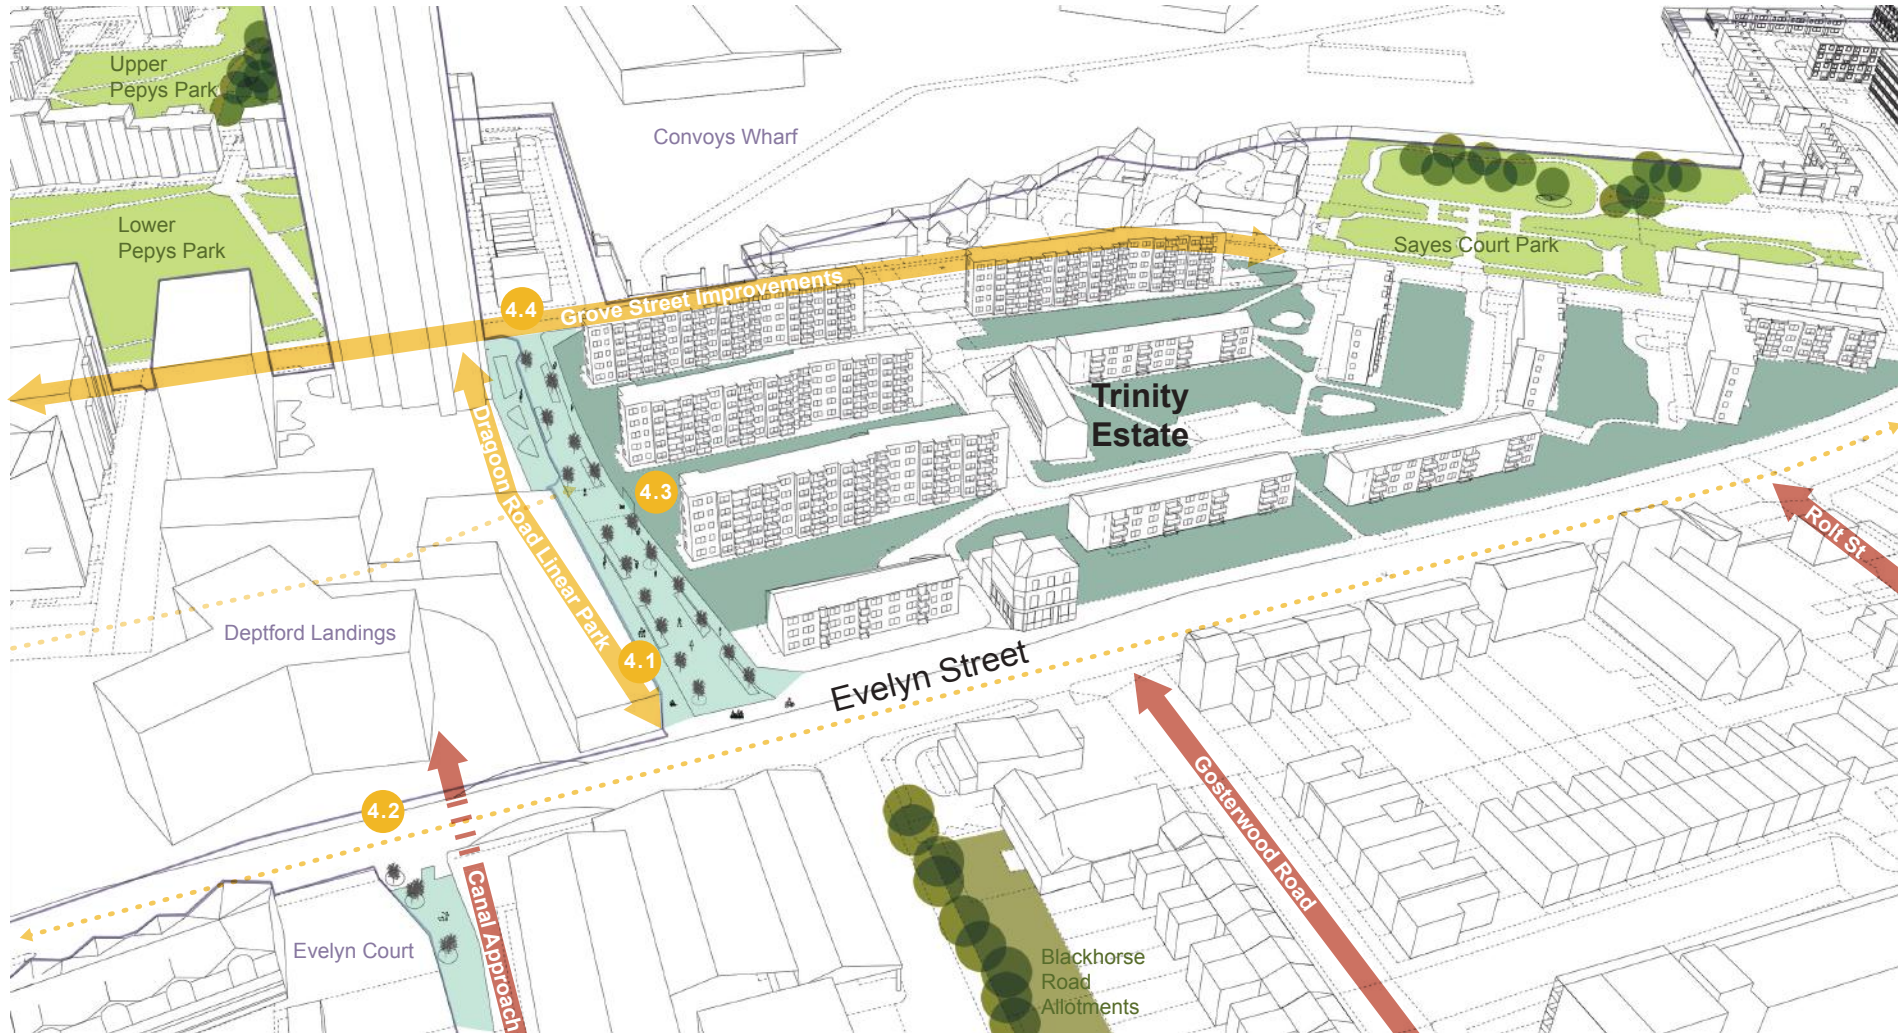 Upper
Pepys Park
Convoys Wharf
Lower
Pepys Park
Sayes Court Park
4.4
Grove Street Improvements
Trinity
Estate
Dragoon Road Linear Park
4.3
Rolt St
Deptford Landings
4.1
Evelyn Street
4.2
Gosterwood Road
Canal Approach
Evelyn Court
Blackhorse
Road
Allotments